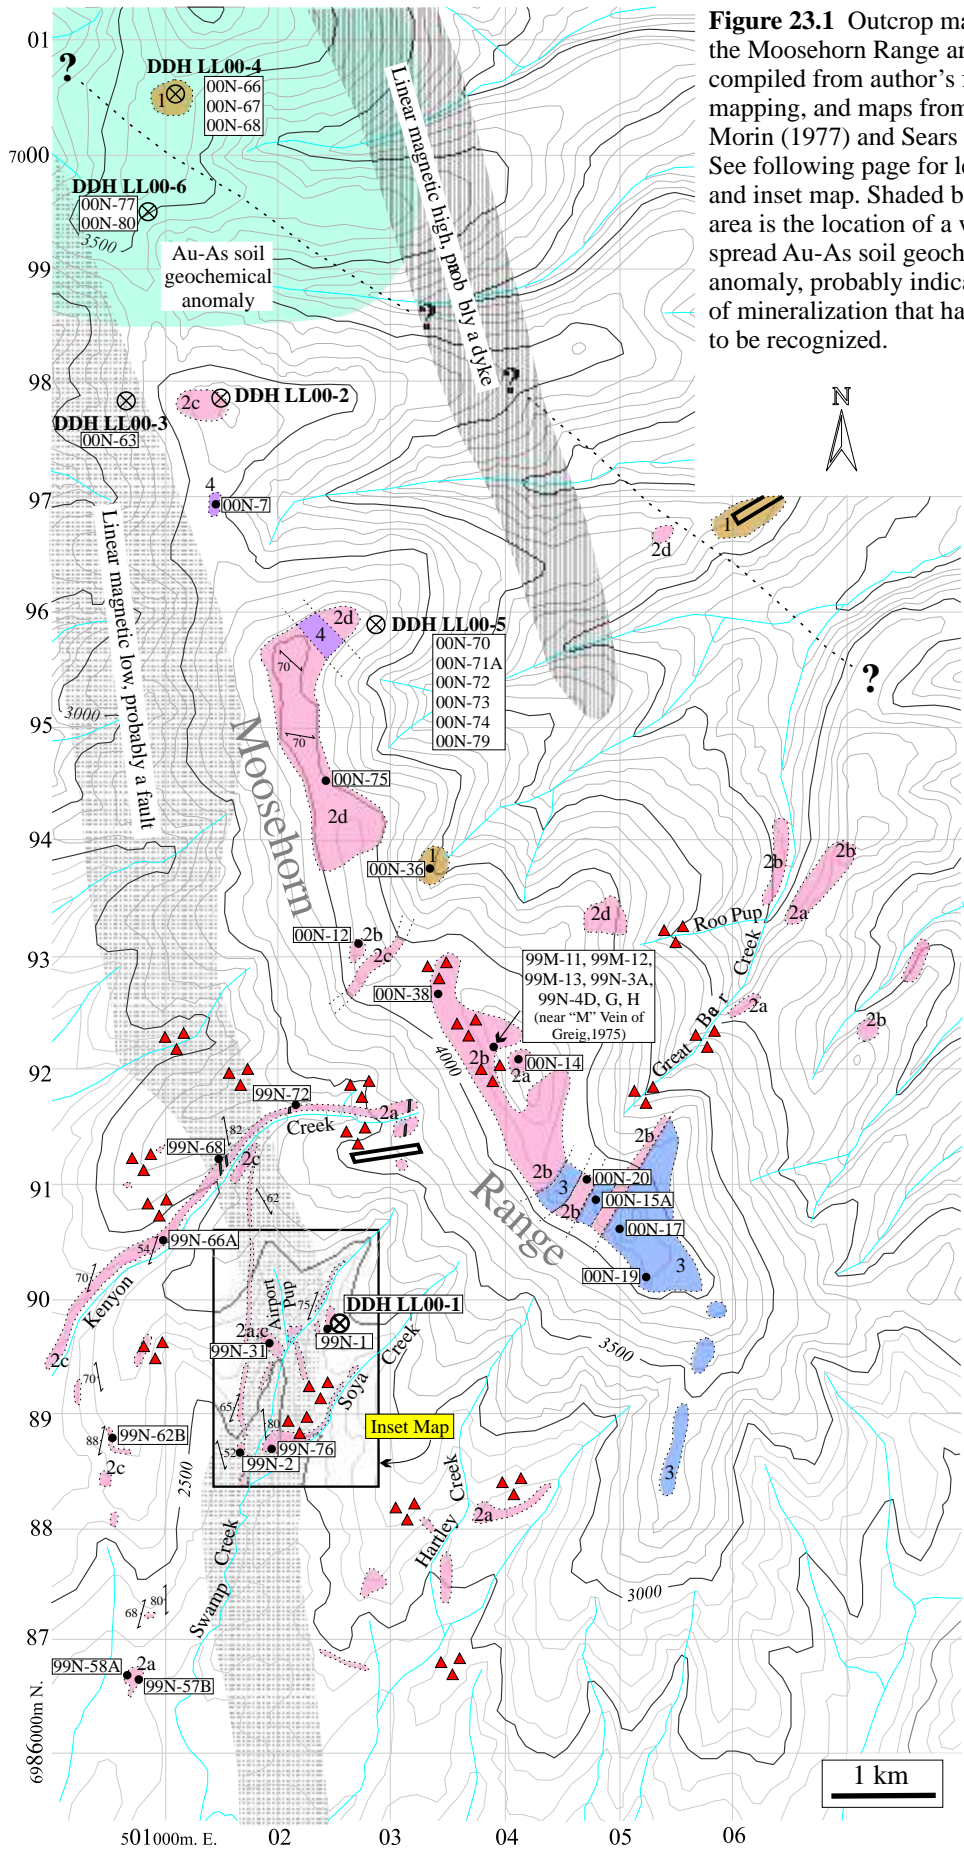 Figure 23.1 Outcrop ma
the Moosehorn Range ar
compiled from author's
mapping, and maps from
Morin (1977) and Sears
See following page for le
and inset map. Shaded b
area is the location of a w
spread Au-As soil geoch
anomaly, probably indica
of mineralization that ha
to be recognized.
N
01
?
DDH LL00-4
1
00N-66
00N-67
00N-68
7000
DDH LL00-6
00N-77
00N-80
3500
99
Au-As soil
geochemical
anomaly
Linear magnetic high, prob bly a dyke
?
?
98
2c
DDH LL00-2
DDH LL00-3
00N-63
97
4
00N-7
1
2d
Linear magnetic low, probably a fault
96
2d
4
DDH LL00-5
00N-70
00N-71A
00N-72
00N-73
00N-74
00N-79
70
?
3000
95
70
Moosehorn
00N-75
94
2d
1
00N-36
2b
2b
2d
2a
Roo Pup
00N-12
2b
2c
93
99M-11, 99M-12,
99M-13, 99N-3A,
99N-4D, G, H
(near "M" Vein of
Greig,1975)
Creek
00N-38
2a
2b
Great Ba r
4000
2b
00N-14
2a
92
99N-72
2a
Creek
82
99N-68
2c
2b
91
2b
3
00N-20
62
Range
2b
00N-15A
00N-17
99N-66A
54
00N-19
3
70
90
Kenyon
Airport
Pup
75
DDH LL00-1
2a,c
99N-31
99N-1
Creek
3500
2c
70
Soya
89
65
80
Inset Map
88
99N-62B
99N-76
52
99N-2
2c
2500
3
Creek
2a
88
Hartley
Creek
3000
Swamp
80
68
87
99N-58A
2a
99N-57B
6986000m N.
1 km
501000m. E.
02
03
04
05
06